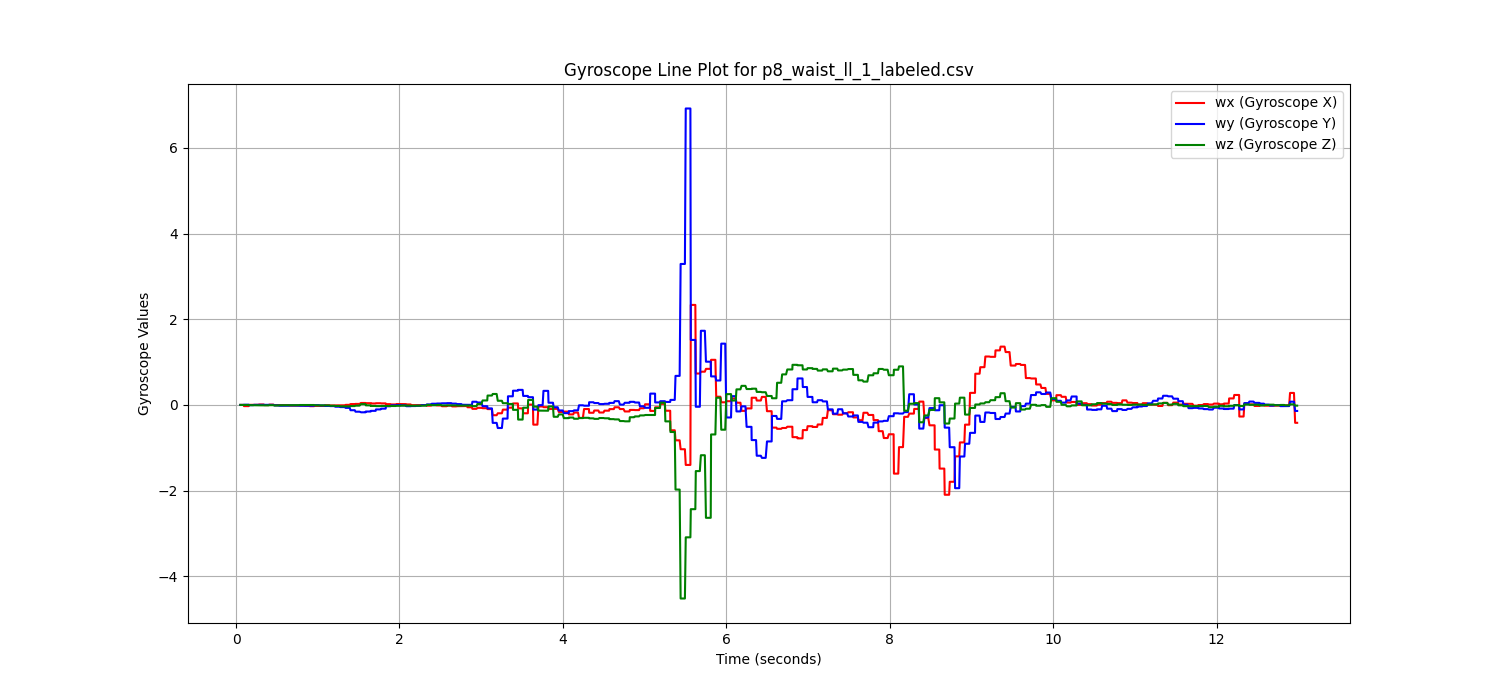 Gyroscope Line Plot for p8_waist_ll_1_labeled.csv
wx (Gyroscope X)
wy (Gyroscope Y)
wz (Gyroscope Z)
Gyroscope Values
6
4
2
0
−2
−4
0 2 4 6 8 10 12
Time (seconds)